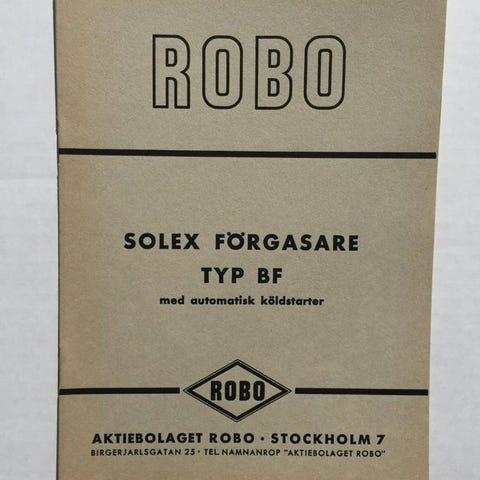 ROBO
SOLEX FÖRGASARE
TYP BF
med automatisk köldstarter
ROBO
AKTIEBOLAGET ROBO • STOCKHOLM 7
BIRGERJARLSGATAN 25 • TEL. NAMNANROP "AKTIEBOLAGET ROBO"